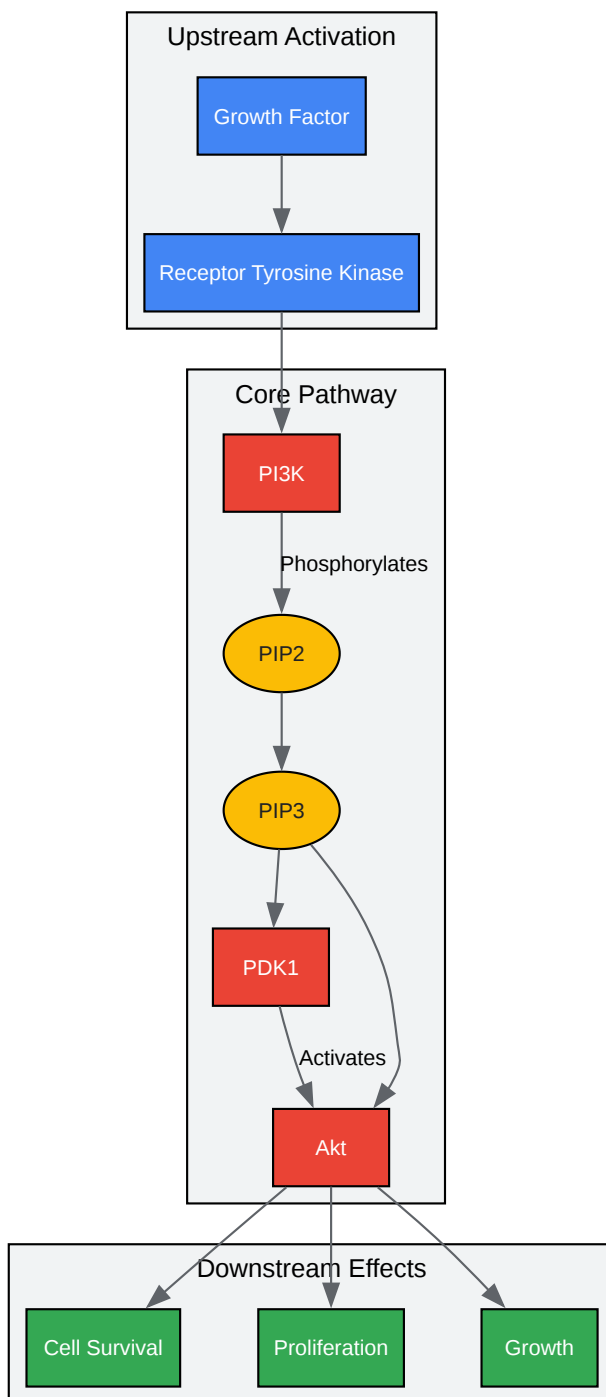 Upstream Activation
Growth Factor
Receptor Tyrosine Kinase
Core Pathway
PI3K
Phosphorylates
PIP2
PIP3
PDK1
Activates
Akt
Downstream Effects
Cell Survival
Proliferation
Growth